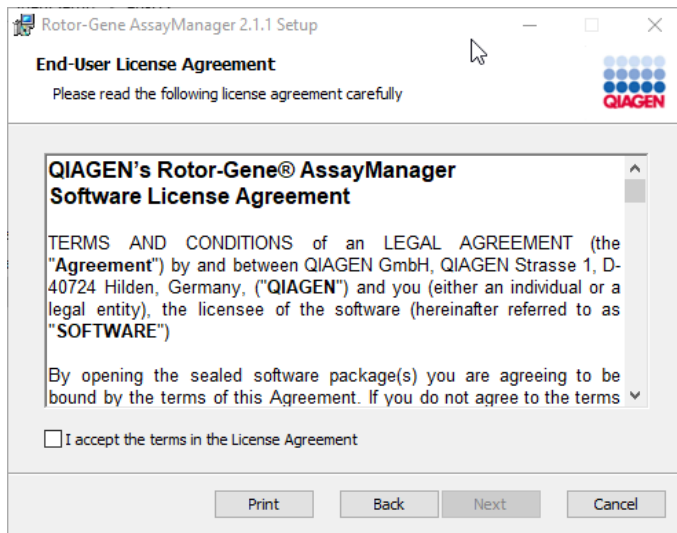 Rotor-Gene AssayManager 2.1.1 Setup
End-User License Agreement
Please read the following license agreement carefully
QIAGEN
QIAGEN's Rotor-Gene® AssayManager
Software License Agreement
TERMS AND CONDITIONS of an LEGAL AGREEMENT (the
"Agreement") by and between QIAGEN GmbH, QIAGEN Strasse 1, D-
40724 Hilden, Germany, ("QIAGEN") and you (either an individual or a
legal entity), the licensee of the software (hereinafter referred to as
"SOFTWARE")
By opening the sealed software package(s) you are agreeing to be
bound by the terms of this Agreement. If you do not agree to the terms
I accept the terms in the License Agreement
Print Back Next Cancel